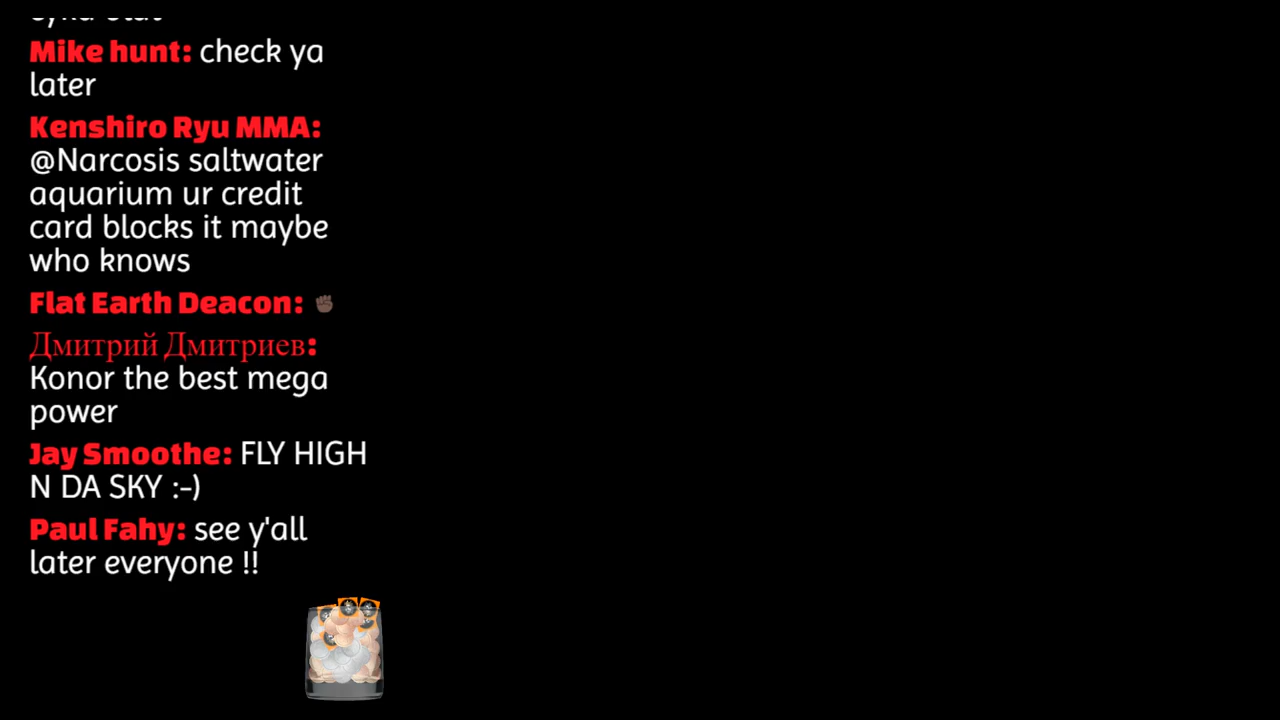 Mike hunt: check ya
later
Kenshiro Ryu MMA:
@Narcosis saltwater
aquarium ur credit
card blocks it maybe
who knows
Flat Earth Deacon: ✊🏿
Дмитрий Дмитриев:
Konor the best mega
power
Jay Smoothe: FLY HIGH
N DA SKY :-)
Paul Fahy: see y'all
later everyone !!